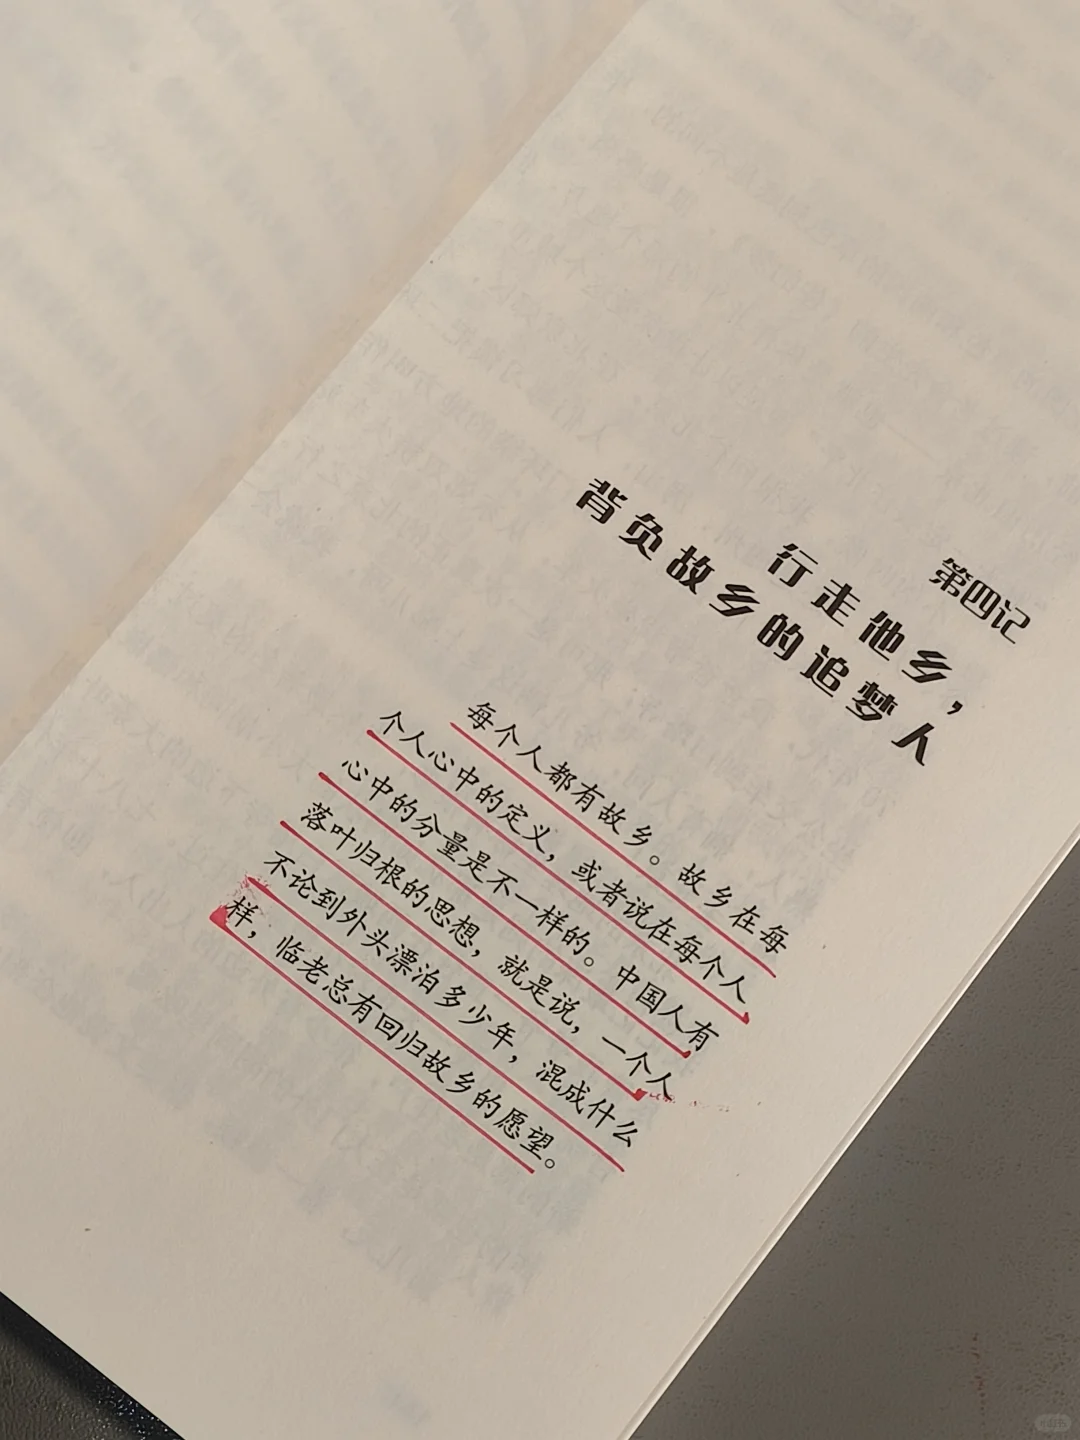 第四记
行走他乡，
背负故乡的追梦人
每个人都有故乡。故乡在每
个人心中的定义，或者说在每个人
心中的分量是不一样的。中国人有
落叶归根的思想，就是说，一个人
不论到外头漂泊多少年，混成什么
样，临老总有回归故乡的愿望。